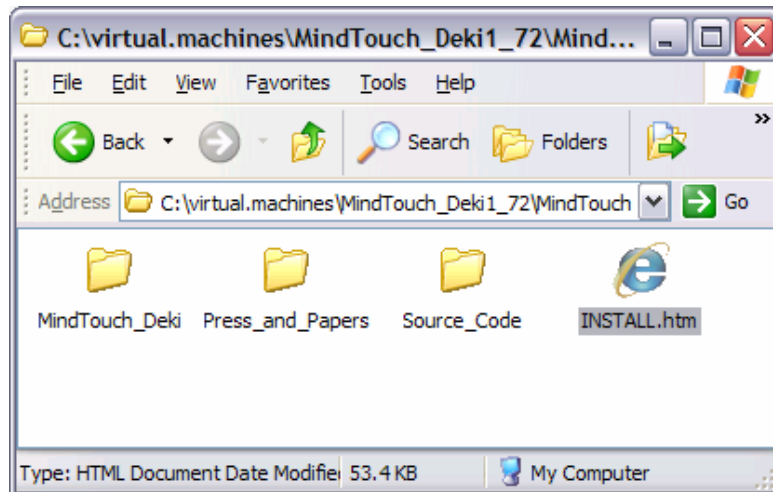 C:\virtual.machines\MindTouch_Deki1_72\Mind...
File Edit View Favorites Tools Help
Back Search Folders »
Address C:\virtual.machines\MindTouch_Deki1_72\MindTouch Go
MindTouch_Deki Press_and_Papers Source_Code INSTALL.htm
Type: HTML Document Date Modifie 53.4 KB My Computer